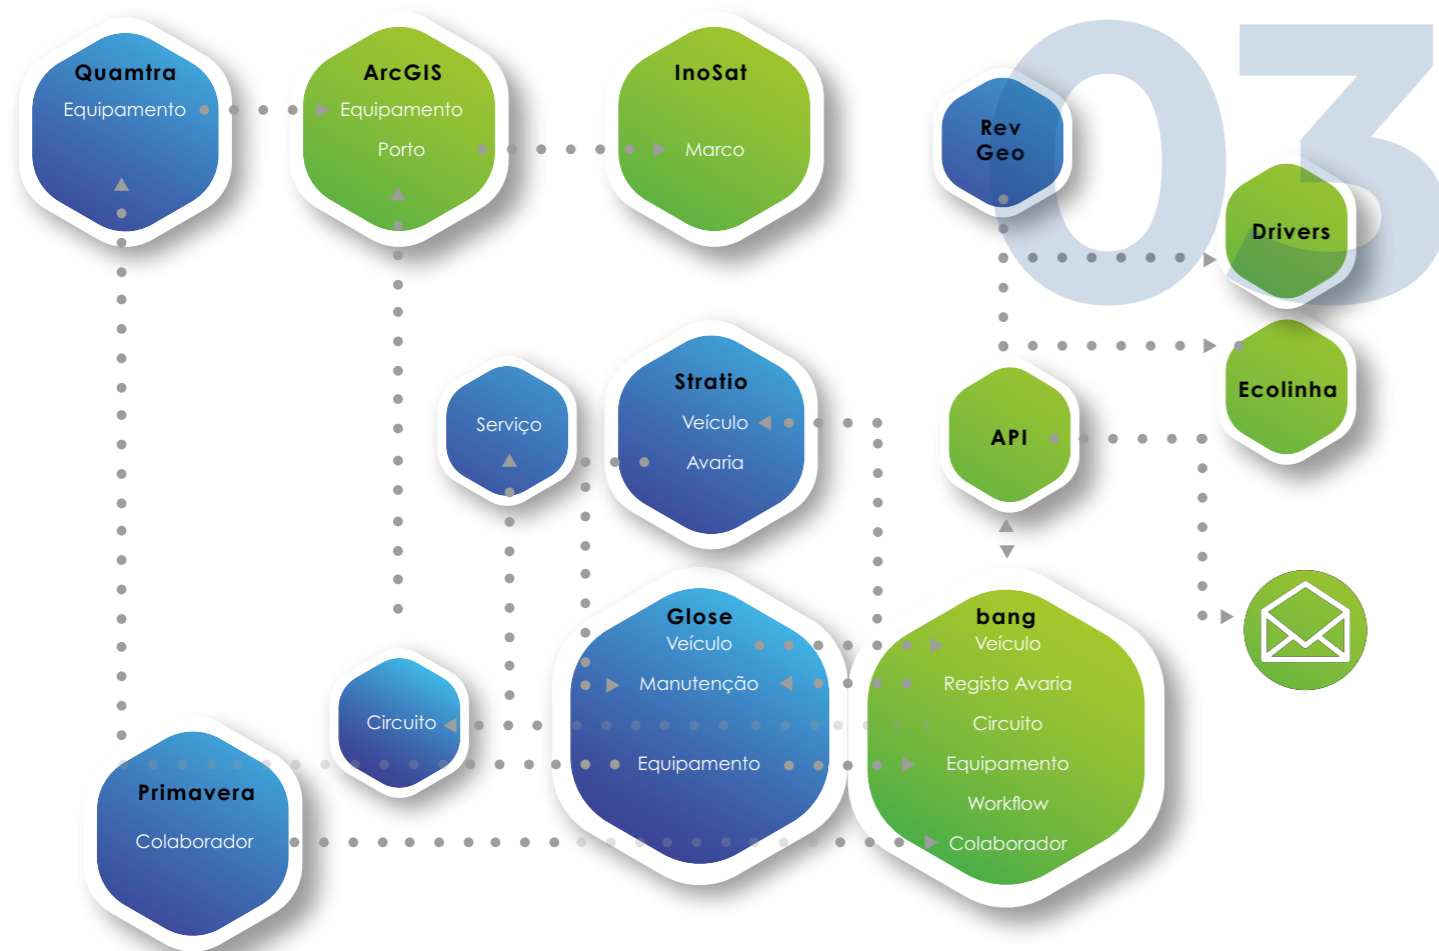 03
Quamtra
Equipamento
ArcGIS
Equipamento
Porto
InoSat
Marco
Rev
Geo
Drivers
Ecolinha
API
Serviço
Stratio
Veículo
Avaria
Circuito
Glose
Veículo
Manutenção
Equipamento
bang
Veículo
Registo Avaria
Circuito
Equipamento
Workflow
Colaborador
Primavera
Colaborador